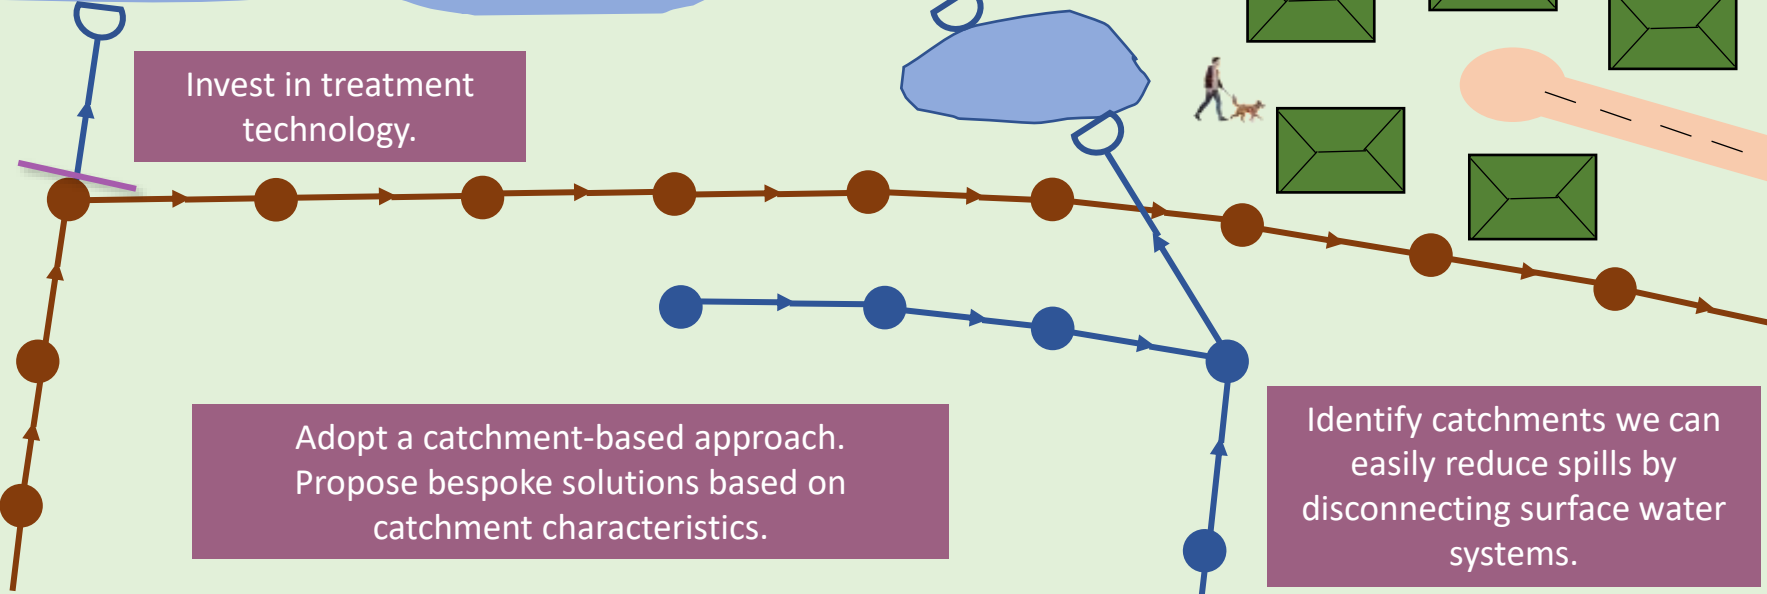 Invest in treatment
technology.
Adopt a catchment-based approach.
Propose bespoke solutions based on
catchment characteristics.
Identify catchments we can
easily reduce spills by
disconnecting surface water
systems.